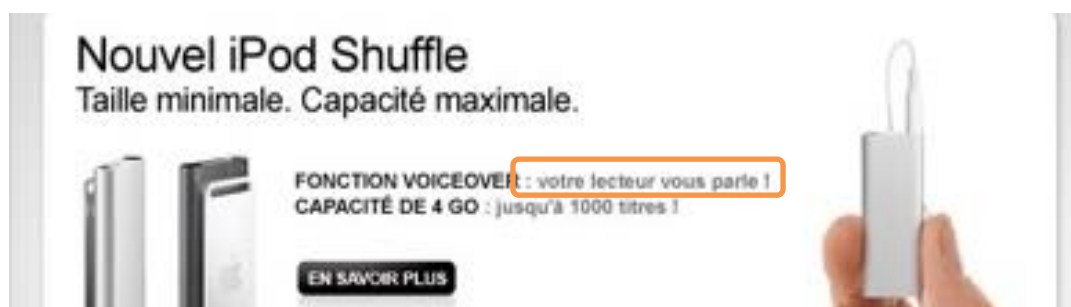 Nouvel iPod Shuffle
Taille minimale. Capacité maximale.
FONCTION VOICEOVER : votre lecteur vous parle !
CAPACITÉ DE 4 GO : jusqu'à 1000 titres !
EN SAVOIR PLUS